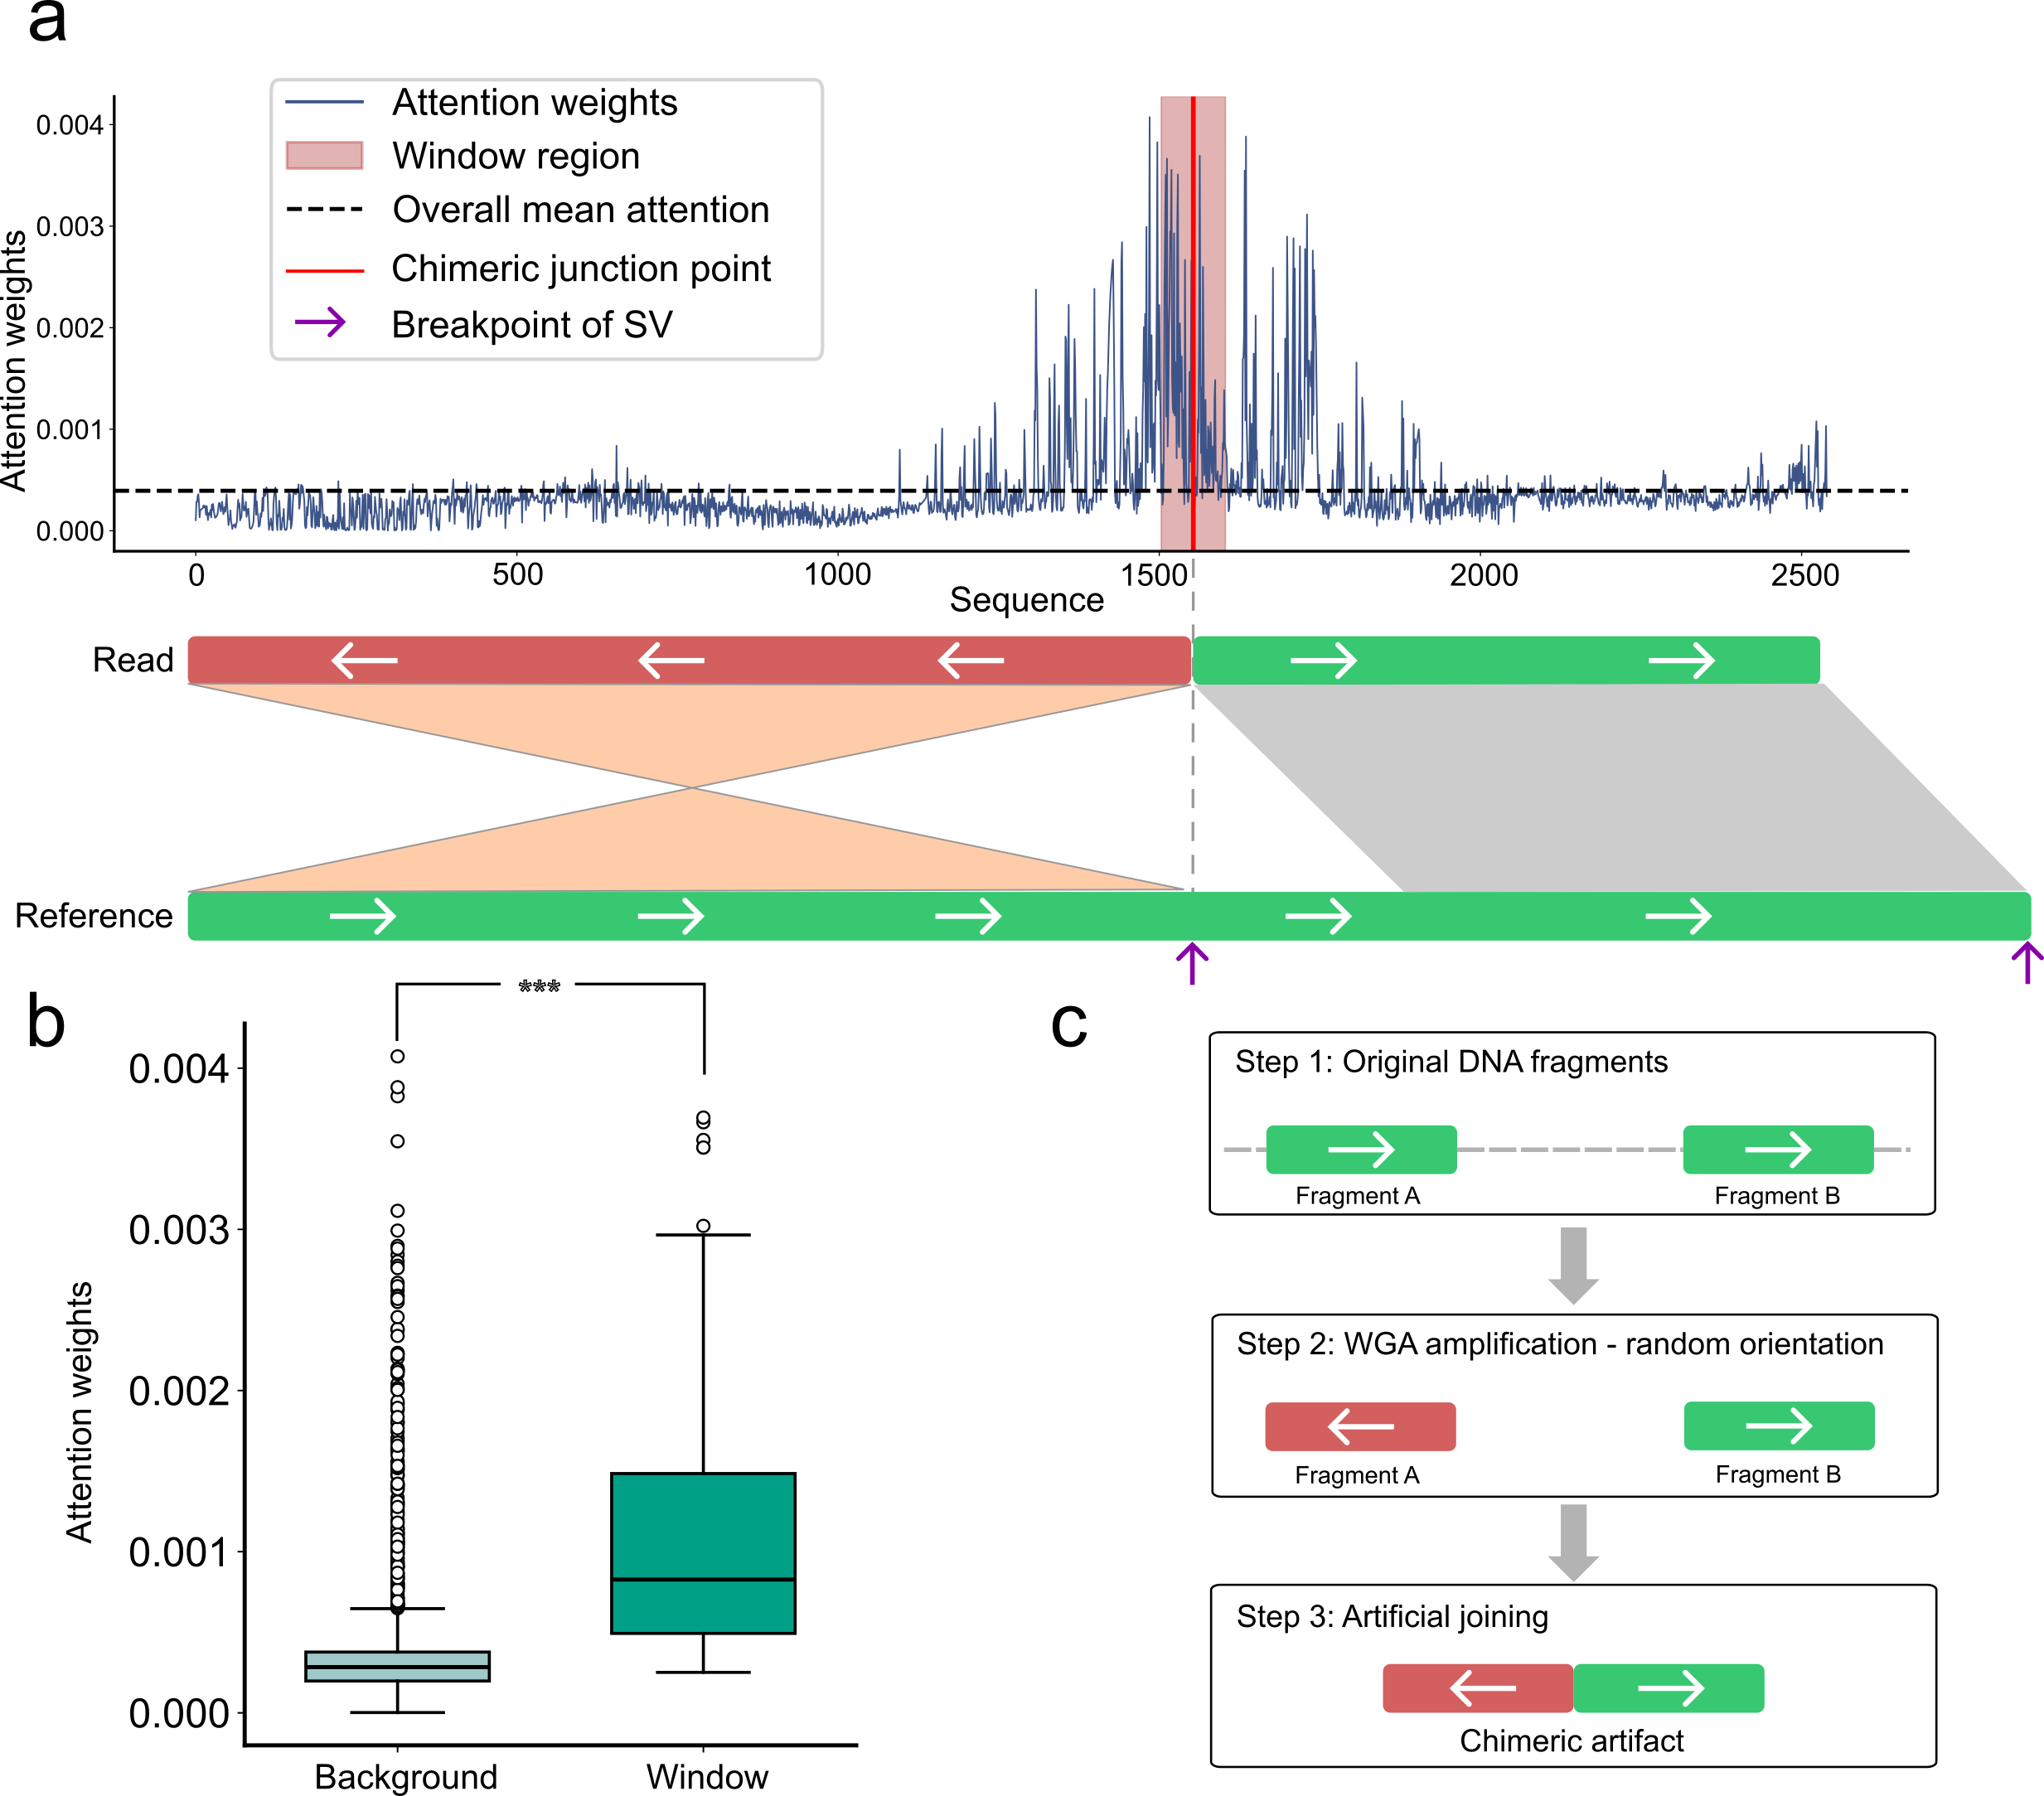 a
Attention weights
Window region
Overall mean attention
Chimeric junction point
Breakpoint of SV
Attention weights
0.004
0.003
0.002
0.001
0.000
0 500 1000 1500 2000 2500
Sequence
Read
Reference
b
***
Attention weights
0.004
0.003
0.002
0.001
0.000
Background Window
c
Step 1: Original DNA fragments
Fragment A Fragment B
Step 2: WGA amplification - random orientation
Fragment A Fragment B
Step 3: Artificial joining
Chimeric artifact